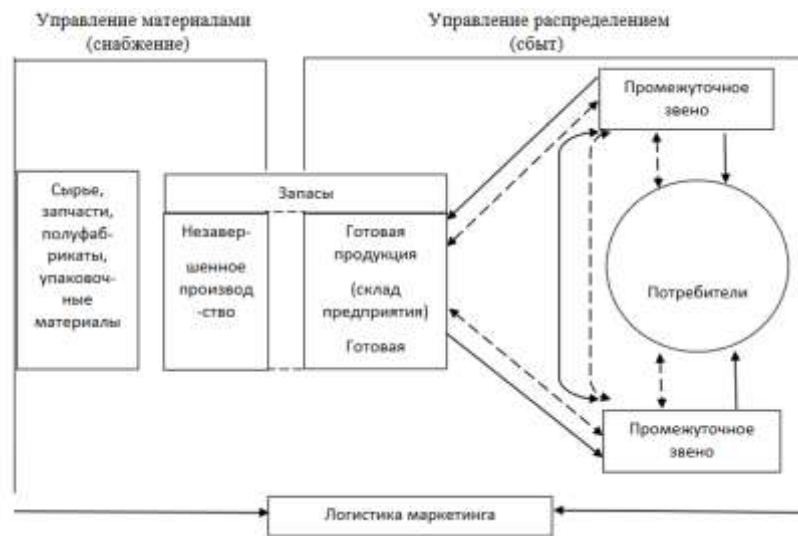 Управление материалами
(снабжение)
Управление распределением
(сбыт)
Промежуточное
звено
Сырье,
запчасти,
полуфаб-
рикаты,
упаковоч-
ные
материалы
Запасы
Незавер-
шенное
производ
-ство
Готовая
продукция
(склад
предприятия)
Готовая
Потребители
Промежуточное
звено
Логистика маркетинга